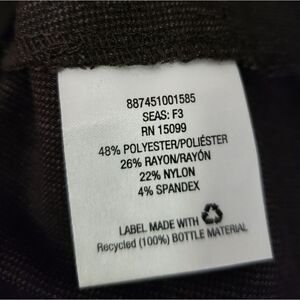 887451001585
SEAS: F3
RN 15099
48% POLYESTER/POLIÉSTER
26% RAYON/RAYÓN
22% NYLON
4% SPANDEX
LABEL MADE WITH
Recycled (100%) BOTTLE MATERIAL